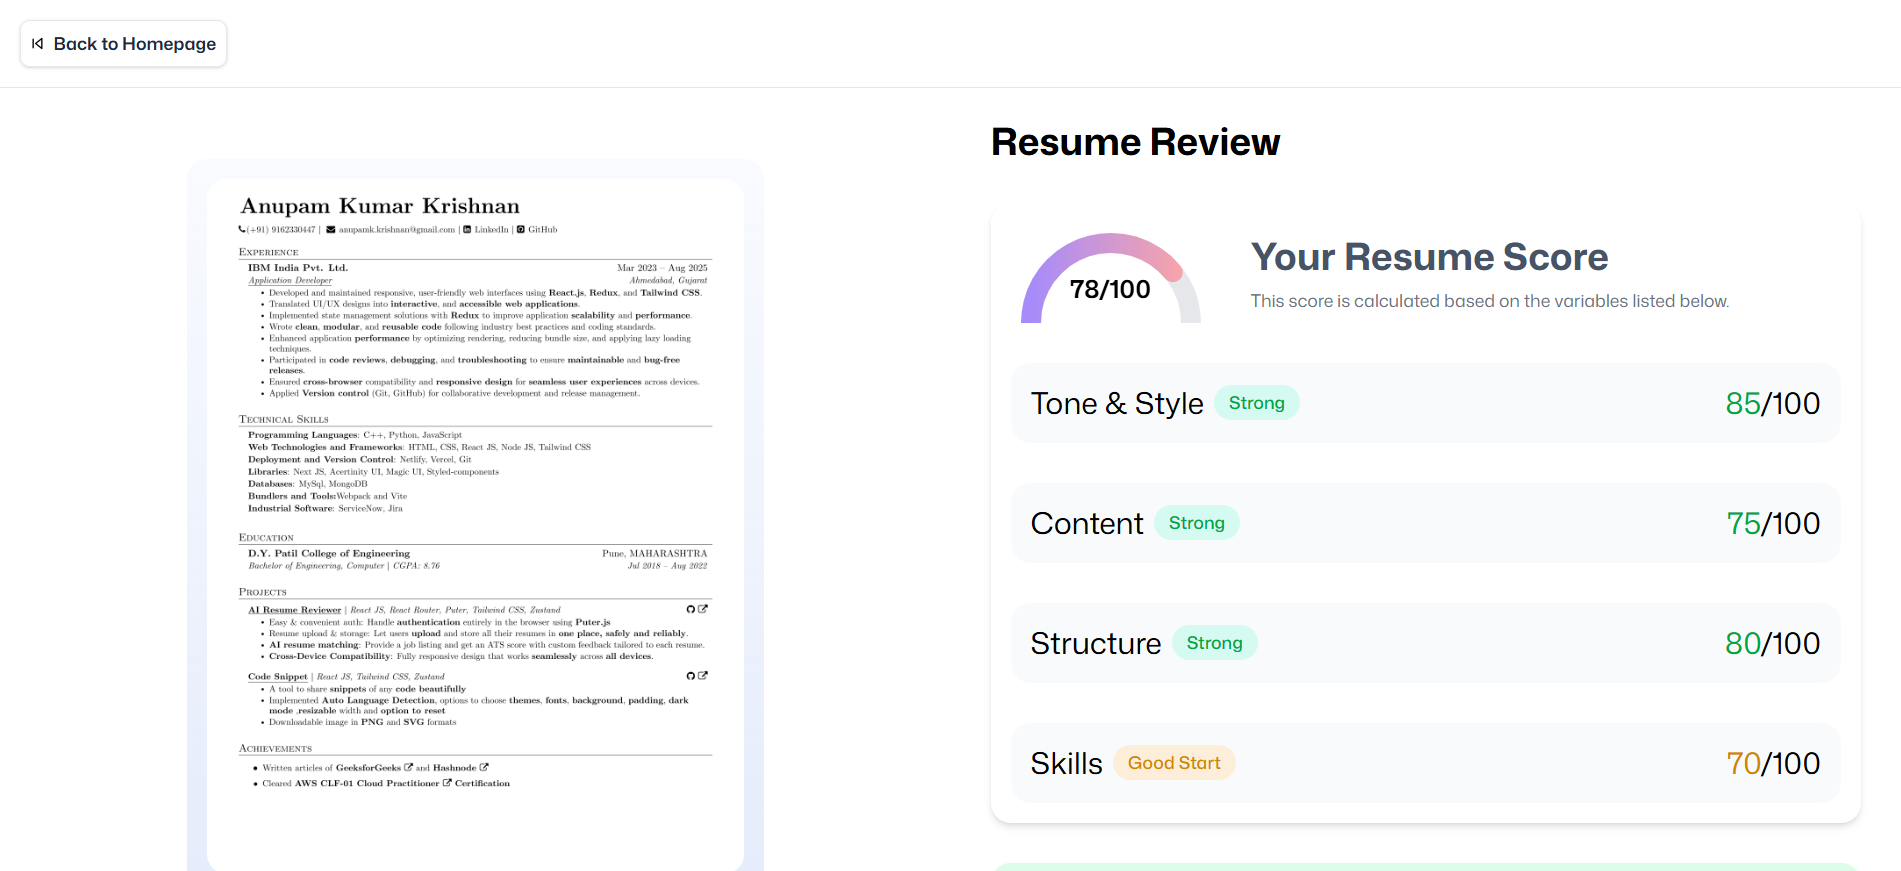 Back to Homepage
Anupam Kumar Krishnan
(+91) 9162330447 | anupamk.krishnan@gmail.com | LinkedIn | GitHub
Experience
IBM India Pvt. Ltd. Mar 2023 – Aug 2025
Application Developer Ahmedabad, Gujarat
• Developed and maintained responsive, user-friendly web interfaces using React.js, Redux, and Tailwind CSS.
• Translated UI/UX designs into interactive, and accessible web applications.
• Implemented state management solutions with Redux to improve application scalability and performance.
• Wrote clean, modular, and reusable code following industry best practices and coding standards.
• Enhanced application performance by optimizing rendering, reducing bundle size, and applying lazy loading
techniques.
• Participated in code reviews, debugging, and troubleshooting to ensure maintainable and bug-free
releases.
• Ensured cross-browser compatibility and responsive design for seamless user experiences across devices.
• Applied Version control (Git, GitHub) for collaborative development and release management.
Technical Skills
Programming Languages: C++, Python, JavaScript
Web Technologies and Frameworks: HTML, CSS, React JS, Node JS, Tailwind CSS
Deployment and Version Control: Netlify, Vercel, Git
Libraries: Next JS, Acertinity UI, Magic UI, Styled-components
Databases: MySql, MongoDB
Bundlers and Tools:Webpack and Vite
Industrial Software: ServiceNow, Jira
Education
D.Y. Patil College of Engineering Pune, MAHARASHTRA
Bachelor of Engineering, Computer | CGPA: 8.76 Jul 2018 – Aug 2022
Projects
AI Resume Reviewer | React JS, React Router, Puter, Tailwind CSS, Zustand
• Easy & convenient auth: Handle authentication entirely in the browser using Puter.js
• Resume upload & storage: Let users upload and store all their resumes in one place, safely and reliably.
• AI resume matching: Provide a job listing and get an ATS score with custom feedback tailored to each resume.
• Cross-Device Compatibility: Fully responsive design that works seamlessly across all devices.
Code Snippet | React JS, Tailwind CSS, Zustand
• A tool to share snippets of any code beautifully
• Implemented Auto Language Detection, options to choose themes, fonts, background, padding, dark
mode ,resizable width and option to reset
• Downloadable image in PNG and SVG formats
Achievements
• Written articles of GeeksforGeeks and Hashnode
• Cleared AWS CLF-01 Cloud Practitioner Certification
Resume Review
78/100
Your Resume Score
This score is calculated based on the variables listed below.
Tone & Style Strong 85/100
Content Strong 75/100
Structure Strong 80/100
Skills Good Start 70/100